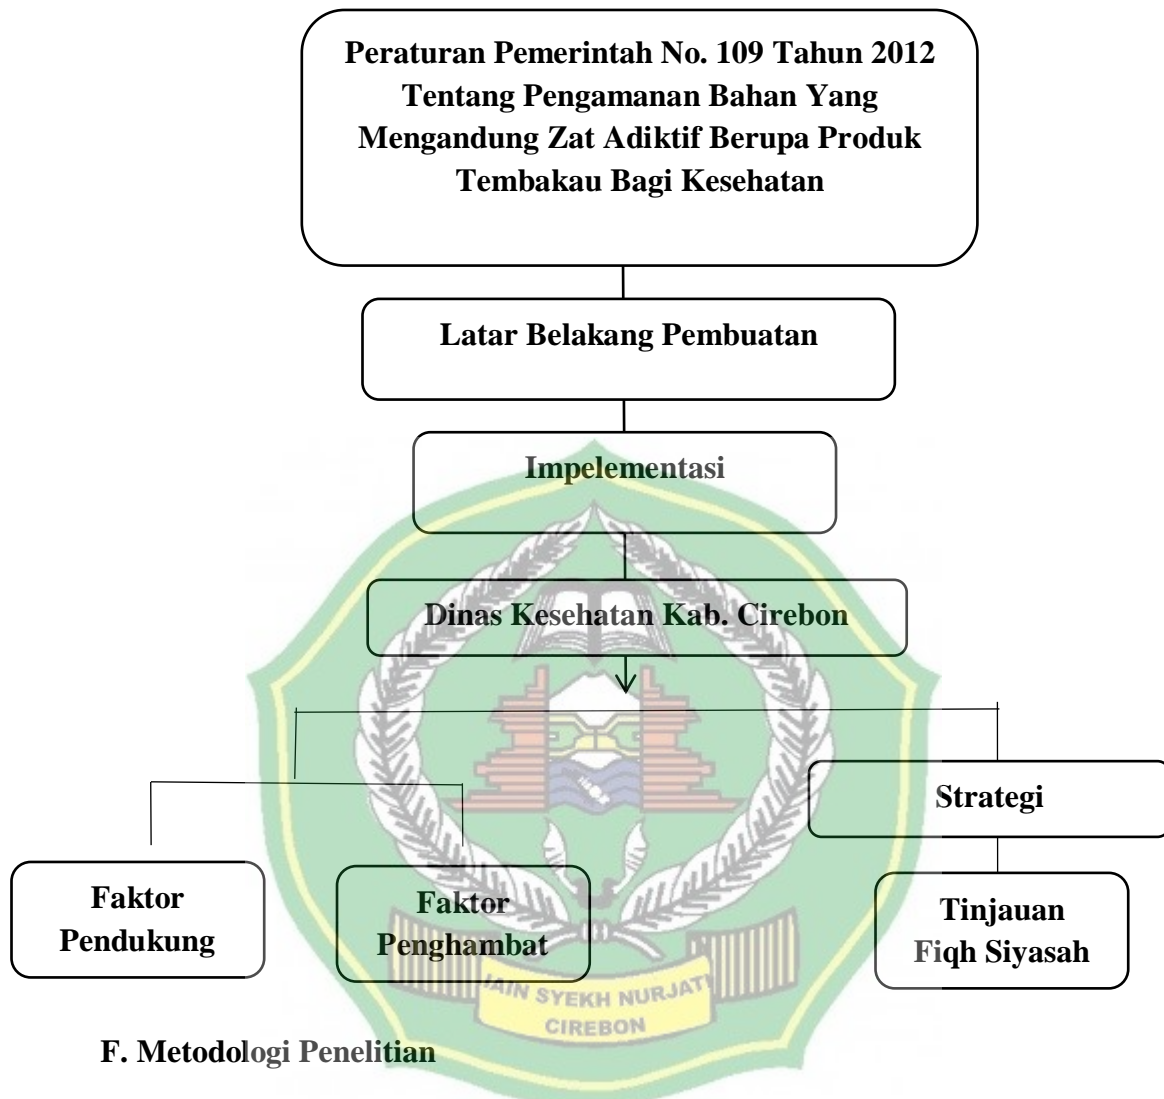 Peraturan Pemerintah No. 109 Tahun 2012
Tentang Pengamanan Bahan Yang
Mengandung Zat Adiktif Berupa Produk
Tembakau Bagi Kesehatan
Latar Belakang Pembuatan
Impelementasi
Dinas Kesehatan Kab. Cirebon
Strategi
Faktor
Pendukung
Faktor
Penghambat
Tinjauan
Fiqh Siyasah
IAIN SYEKH NURJATI
CIREBON
F. Metodologi Penelitian